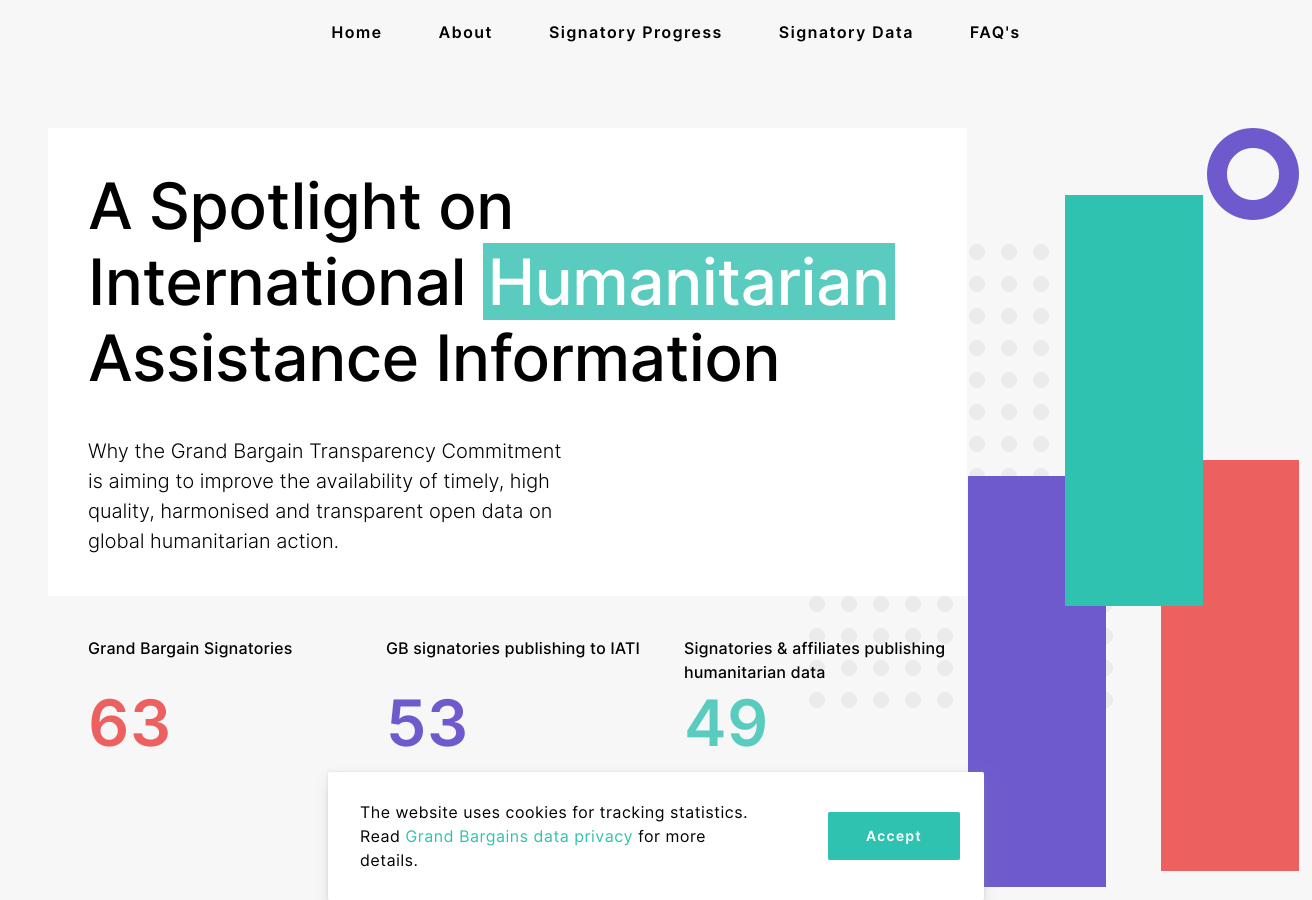 Home About Signatory Progress Signatory Data FAQ's
A Spotlight on
International Humanitarian
Assistance Information
Why the Grand Bargain Transparency Commitment
is aiming to improve the availability of timely, high
quality, harmonised and transparent open data on
global humanitarian action.
Grand Bargain Signatories
63
GB signatories publishing to IATI
53
Signatories & affiliates publishing
humanitarian data
49
The website uses cookies for tracking statistics.
Read Grand Bargains data privacy for more
details.
Accept